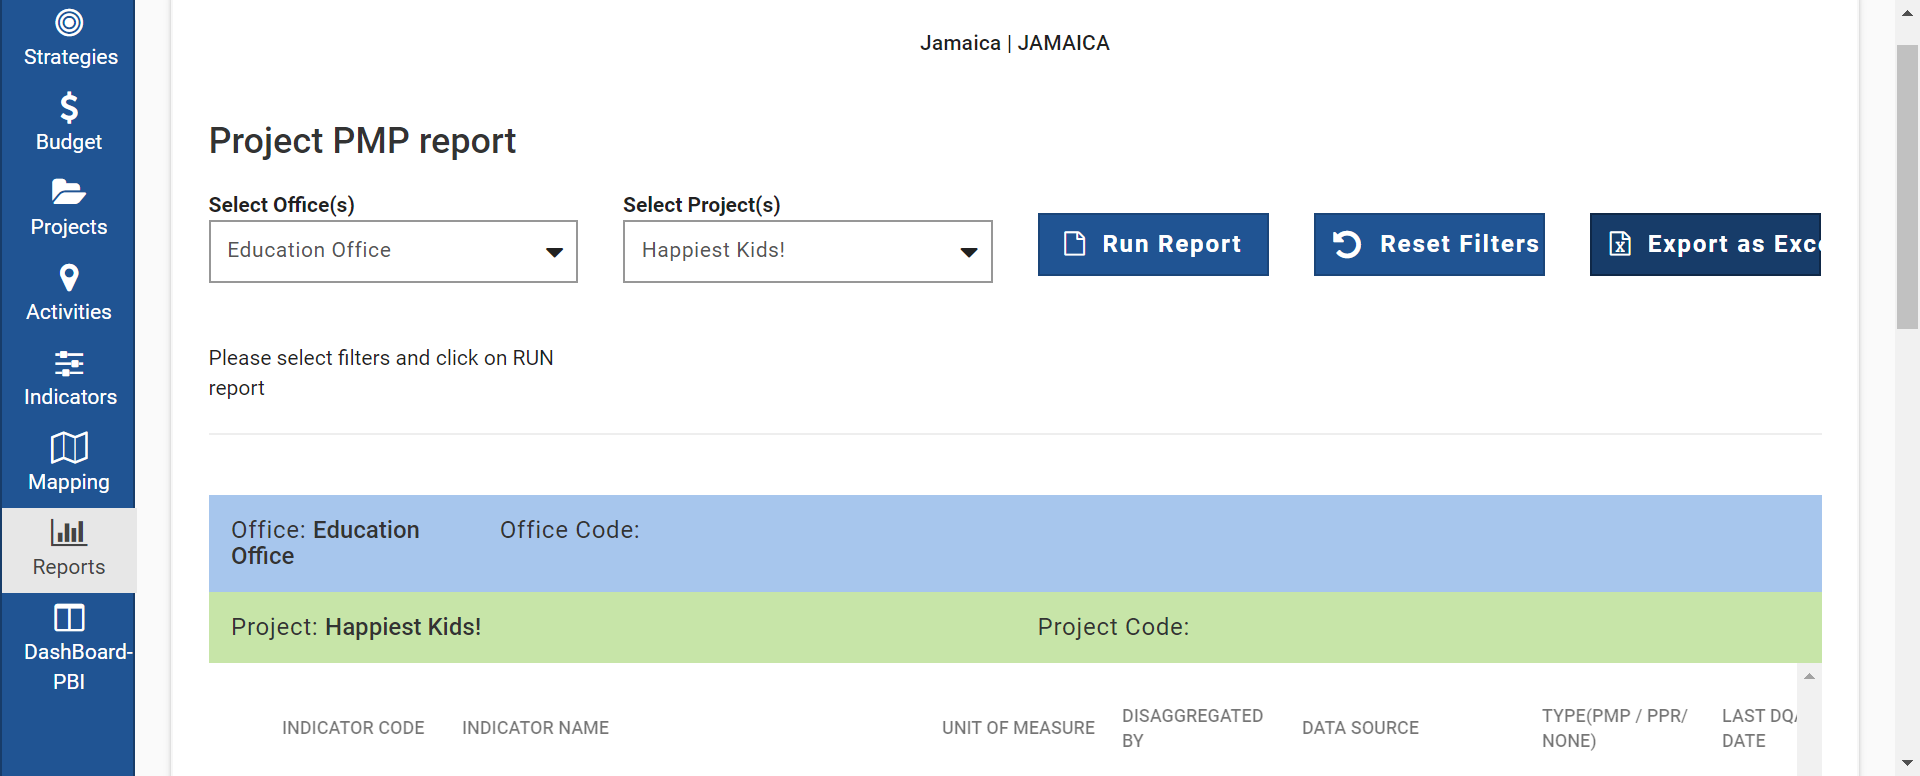 Strategies
Budget
Projects
Activities
Indicators
Mapping
Reports
DashBoard-
PBI
Jamaica | JAMAICA
Project PMP report
Select Office(s)
Education Office
Select Project(s)
Happiest Kids!
Run Report
Reset Filters
Export as Exc
Please select filters and click on RUN
report
Office: Education
Office
Office Code:
Project: Happiest Kids!
Project Code:
INDICATOR CODE
INDICATOR NAME
UNIT OF MEASURE
DISAGGREGATED
BY
DATA SOURCE
TYPE(PMP / PPR/
NONE)
LAST DQA
DATE